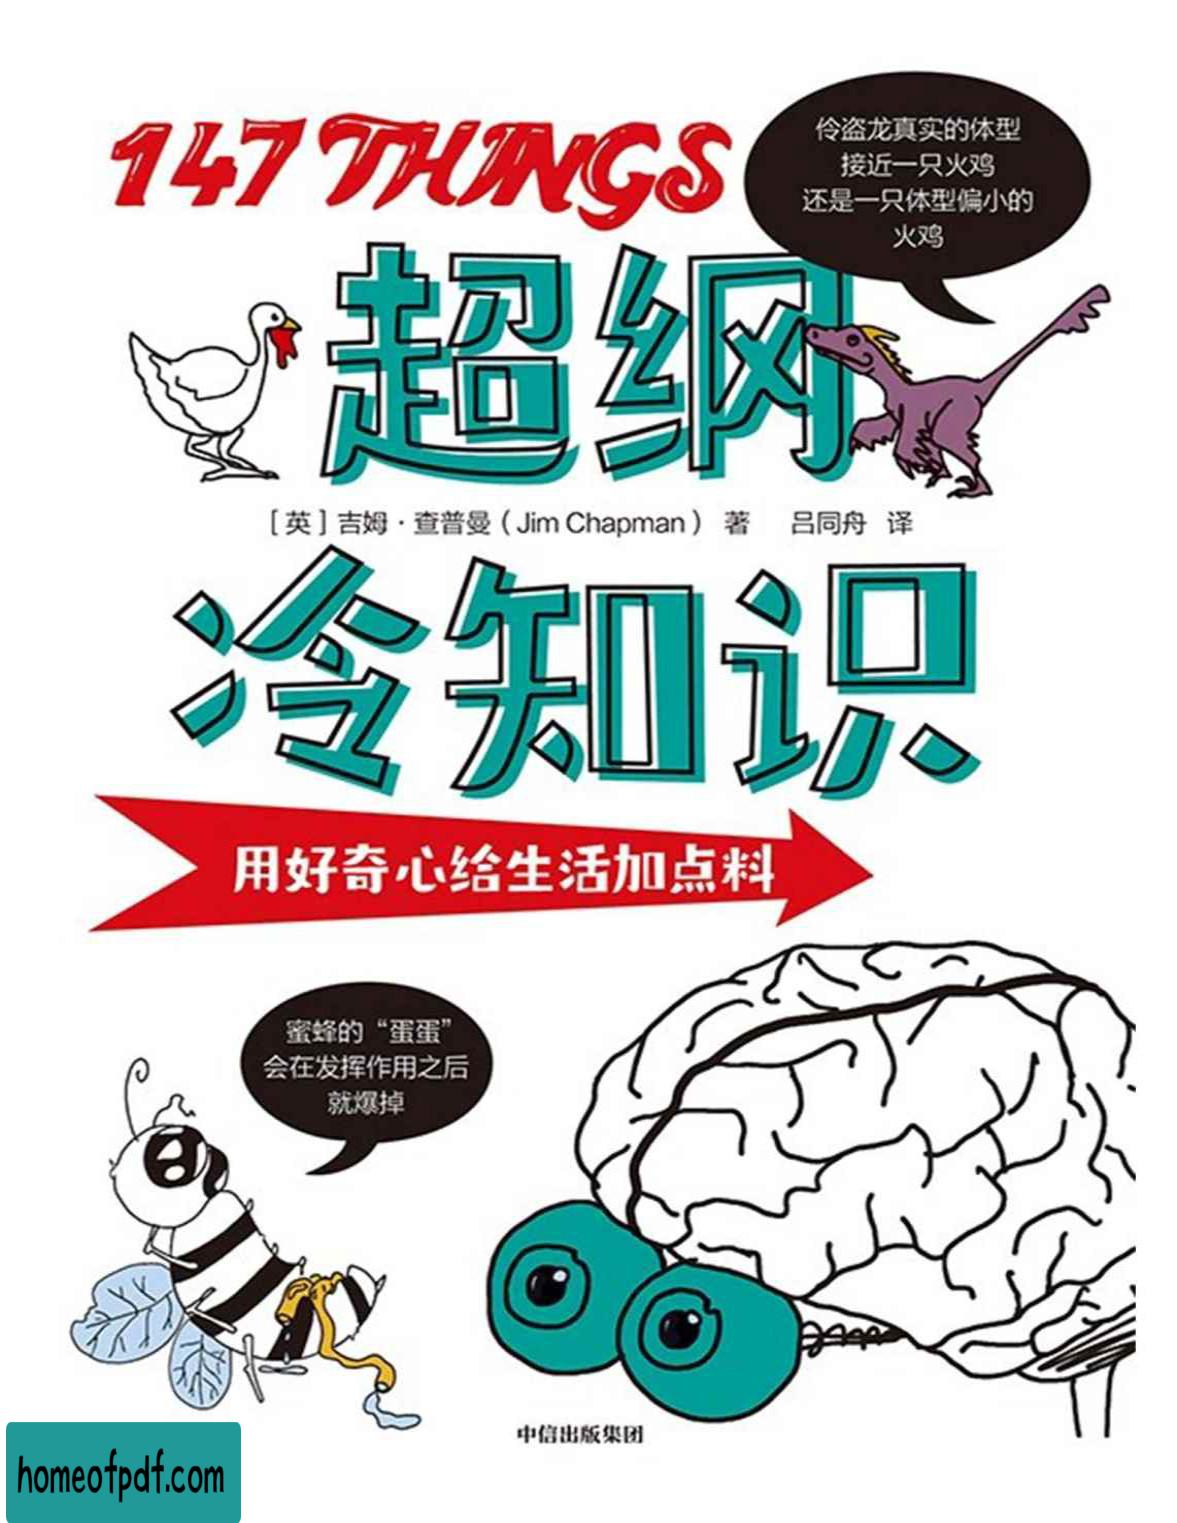 147 THINGS
伶盗龙真实的体型
接近一只火鸡
还是一只体型偏小的
火鸡
超纲
[英] 吉姆·查普曼(Jim Chapman) 著 吕同舟 译
冷知识
用好奇心给生活加点料
蜜蜂的“蛋蛋”
会在发挥作用之后
就爆掉
中信出版集团
homeofpdf.com